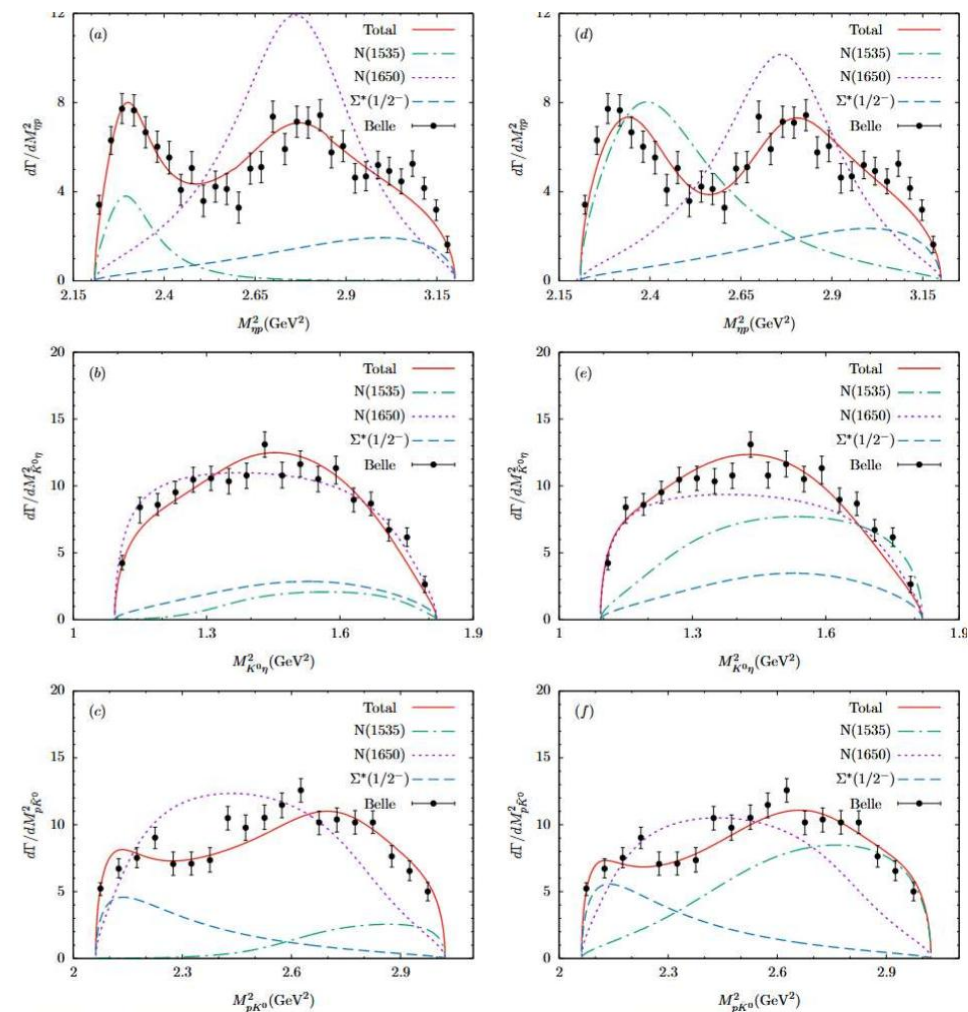 (a)
Total
N(1535)
N(1650)
Σ*(1/2⁻)
Belle
12
8
4
0
dΓ/dM²ηp
2.15 2.4 2.65 2.9 3.15
M²ηp(GeV²)
(d)
Total
N(1535)
N(1650)
Σ*(1/2⁻)
Belle
12
8
4
0
dΓ/dM²ηp
2.15 2.4 2.65 2.9 3.15
M²ηp(GeV²)
(b)
Total
N(1535)
N(1650)
Σ*(1/2⁻)
Belle
20
15
10
5
0
dΓ/dM²K̄⁰η
1 1.3 1.6 1.9
M²K̄⁰η(GeV²)
(e)
Total
N(1535)
N(1650)
Σ*(1/2⁻)
Belle
20
15
10
5
0
dΓ/dM²K̄⁰η
1 1.3 1.6 1.9
M²K̄⁰η(GeV²)
(c)
Total
N(1535)
N(1650)
Σ*(1/2⁻)
Belle
20
15
10
5
0
dΓ/dM²pK̄⁰
2 2.3 2.6 2.9
M²pK̄⁰(GeV²)
(f)
Total
N(1535)
N(1650)
Σ*(1/2⁻)
Belle
20
15
10
5
0
dΓ/dM²pK̄⁰
2 2.3 2.6 2.9
M²pK̄⁰(GeV²)